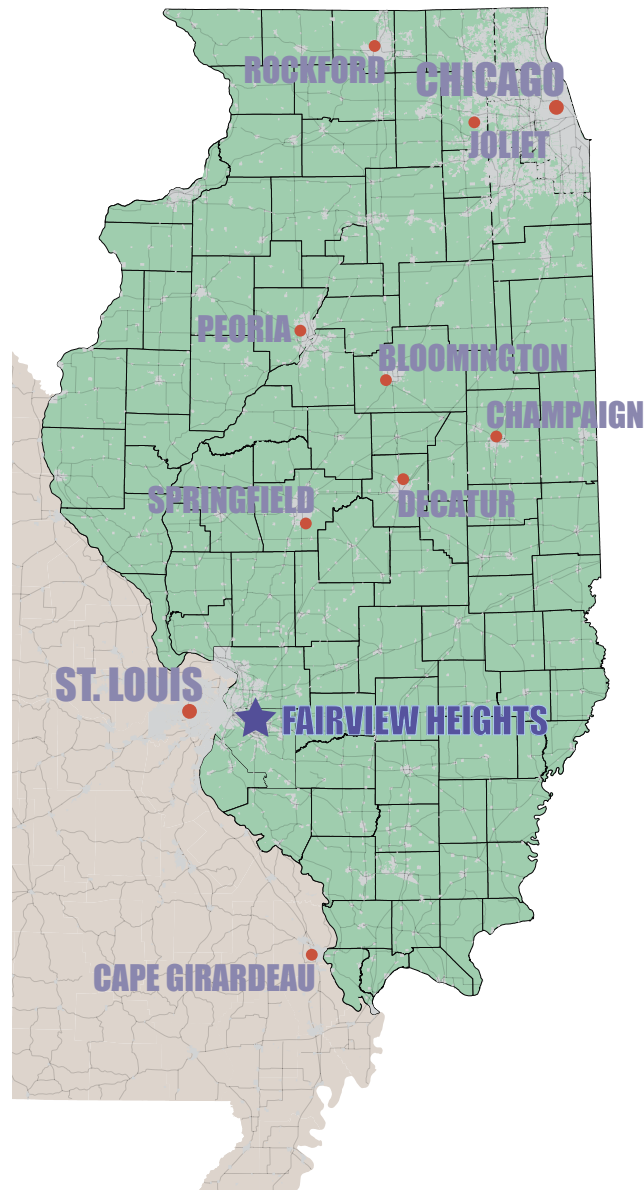 ROCKFORD
CHICAGO
JOLIET
PEORIA
BLOOMINGTON
CHAMPAIGN
SPRINGFIELD
DECATUR
ST. LOUIS
FAIRVIEW HEIGHTS
CAPE GIRARDEAU